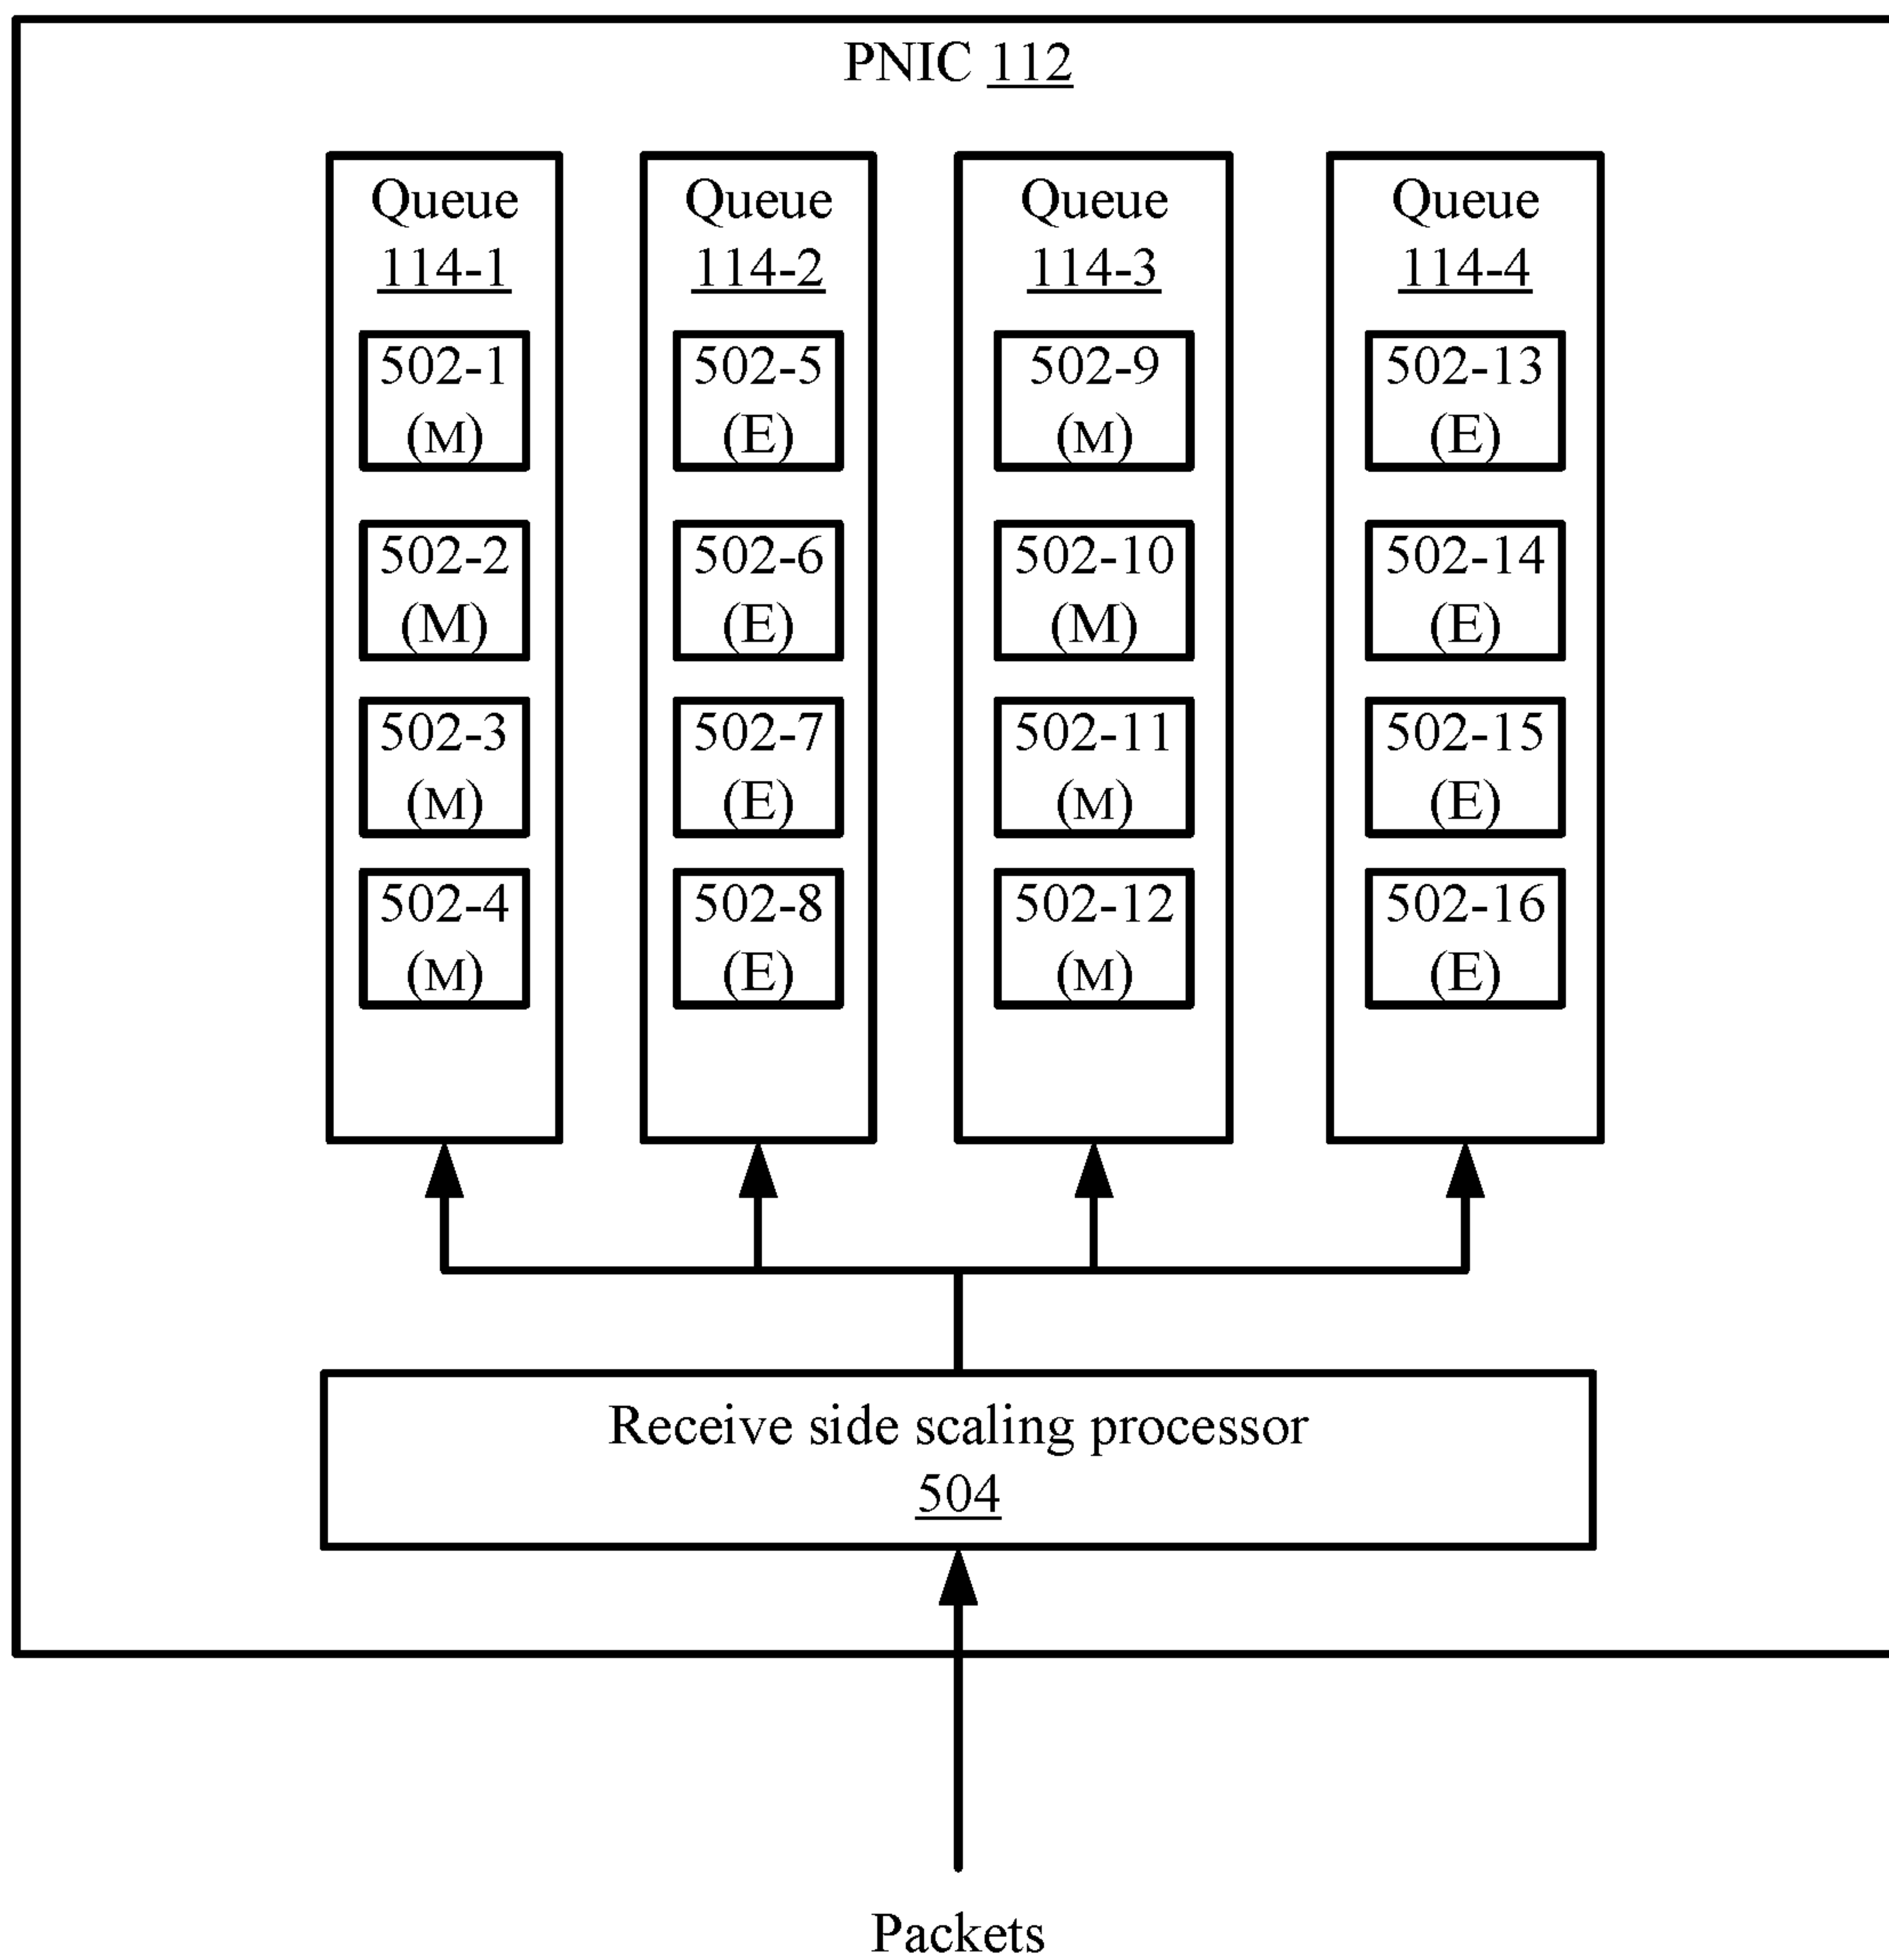 PNIC 112
Queue
114-1
502-1
(M)
502-2
(M)
502-3
(M)
502-4
(M)
Queue
114-2
502-5
(E)
502-6
(E)
502-7
(E)
502-8
(E)
Queue
114-3
502-9
(M)
502-10
(M)
502-11
(M)
502-12
(M)
Queue
114-4
502-13
(E)
502-14
(E)
502-15
(E)
502-16
(E)
Receive side scaling processor
504
Packets